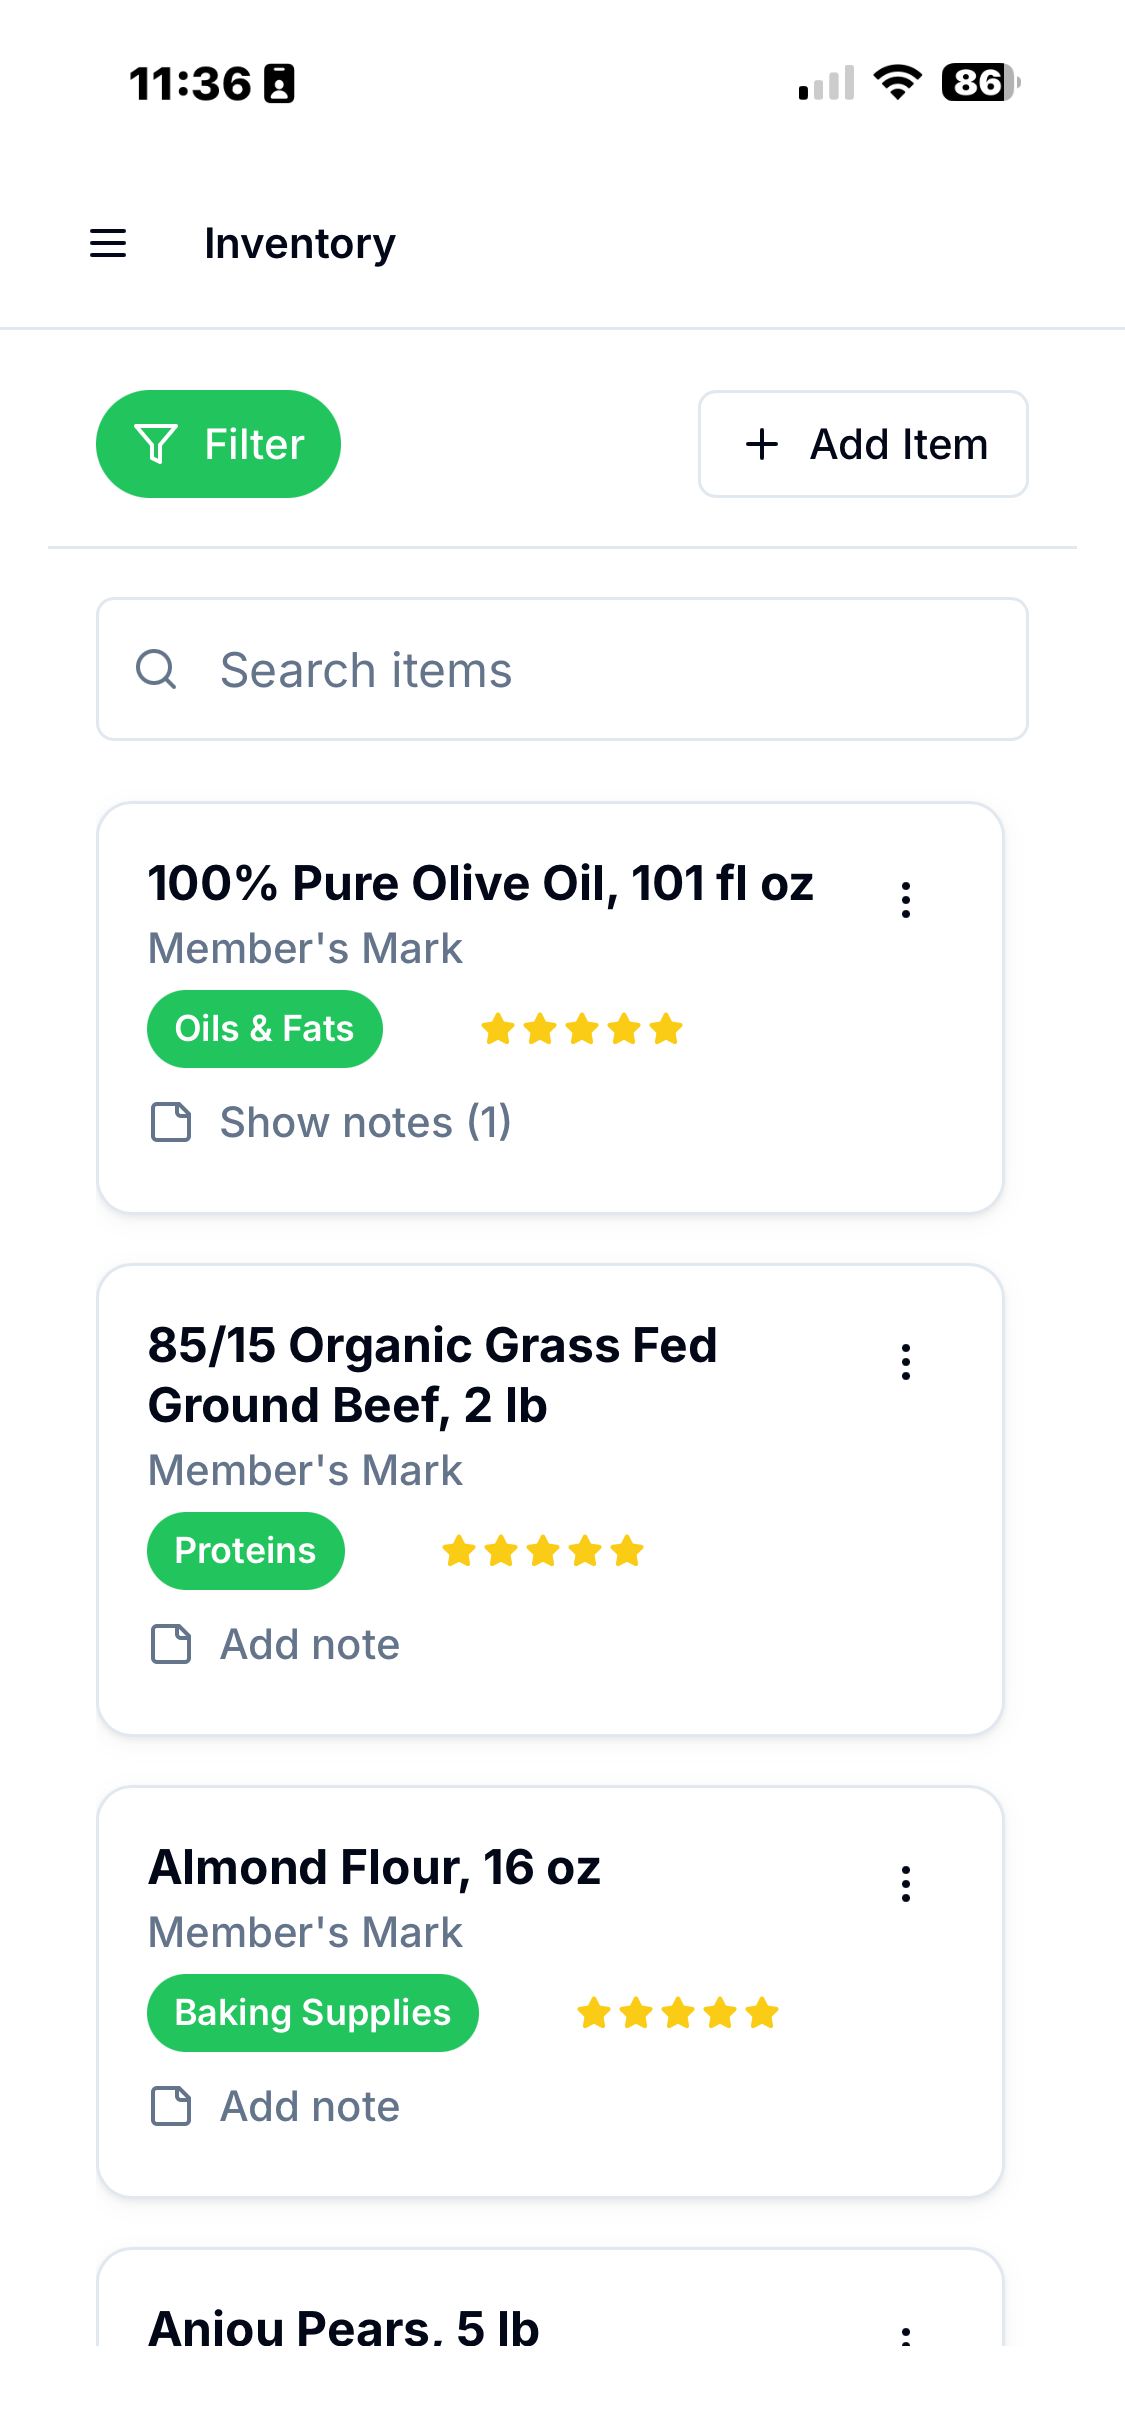 11:36
86
Inventory
Filter
Add Item
Search items
100% Pure Olive Oil, 101 fl oz
Member's Mark
Oils & Fats
Show notes (1)
85/15 Organic Grass Fed
Ground Beef, 2 lb
Member's Mark
Proteins
Add note
Almond Flour, 16 oz
Member's Mark
Baking Supplies
Add note
Anjou Pears, 5 lb